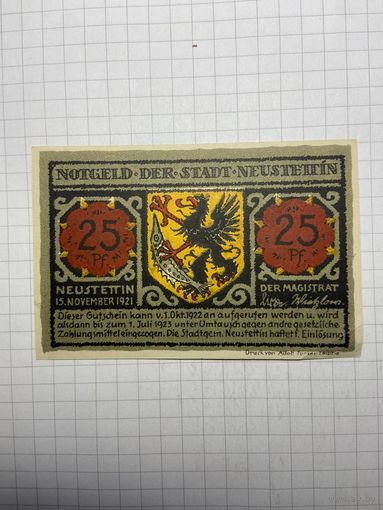 NOTGELD · DER · STADT · NEUSTETTIN
25
Pf.
25
Pf.
NEUSTETTIN
15. NOVEMBER 1921
DER MAGISTRAT
Dieser Gutschein kann v. 1. Okt. 1922 an aufgerufen werden u. wird
alsdann bis zum 1. Juli 1923 unter Umtausch gegen andre gesetzliche
Zahlungsmittel eingezogen. Die Stadtgem. Neustettin haftet f. Einlösung
Druck von Adolf